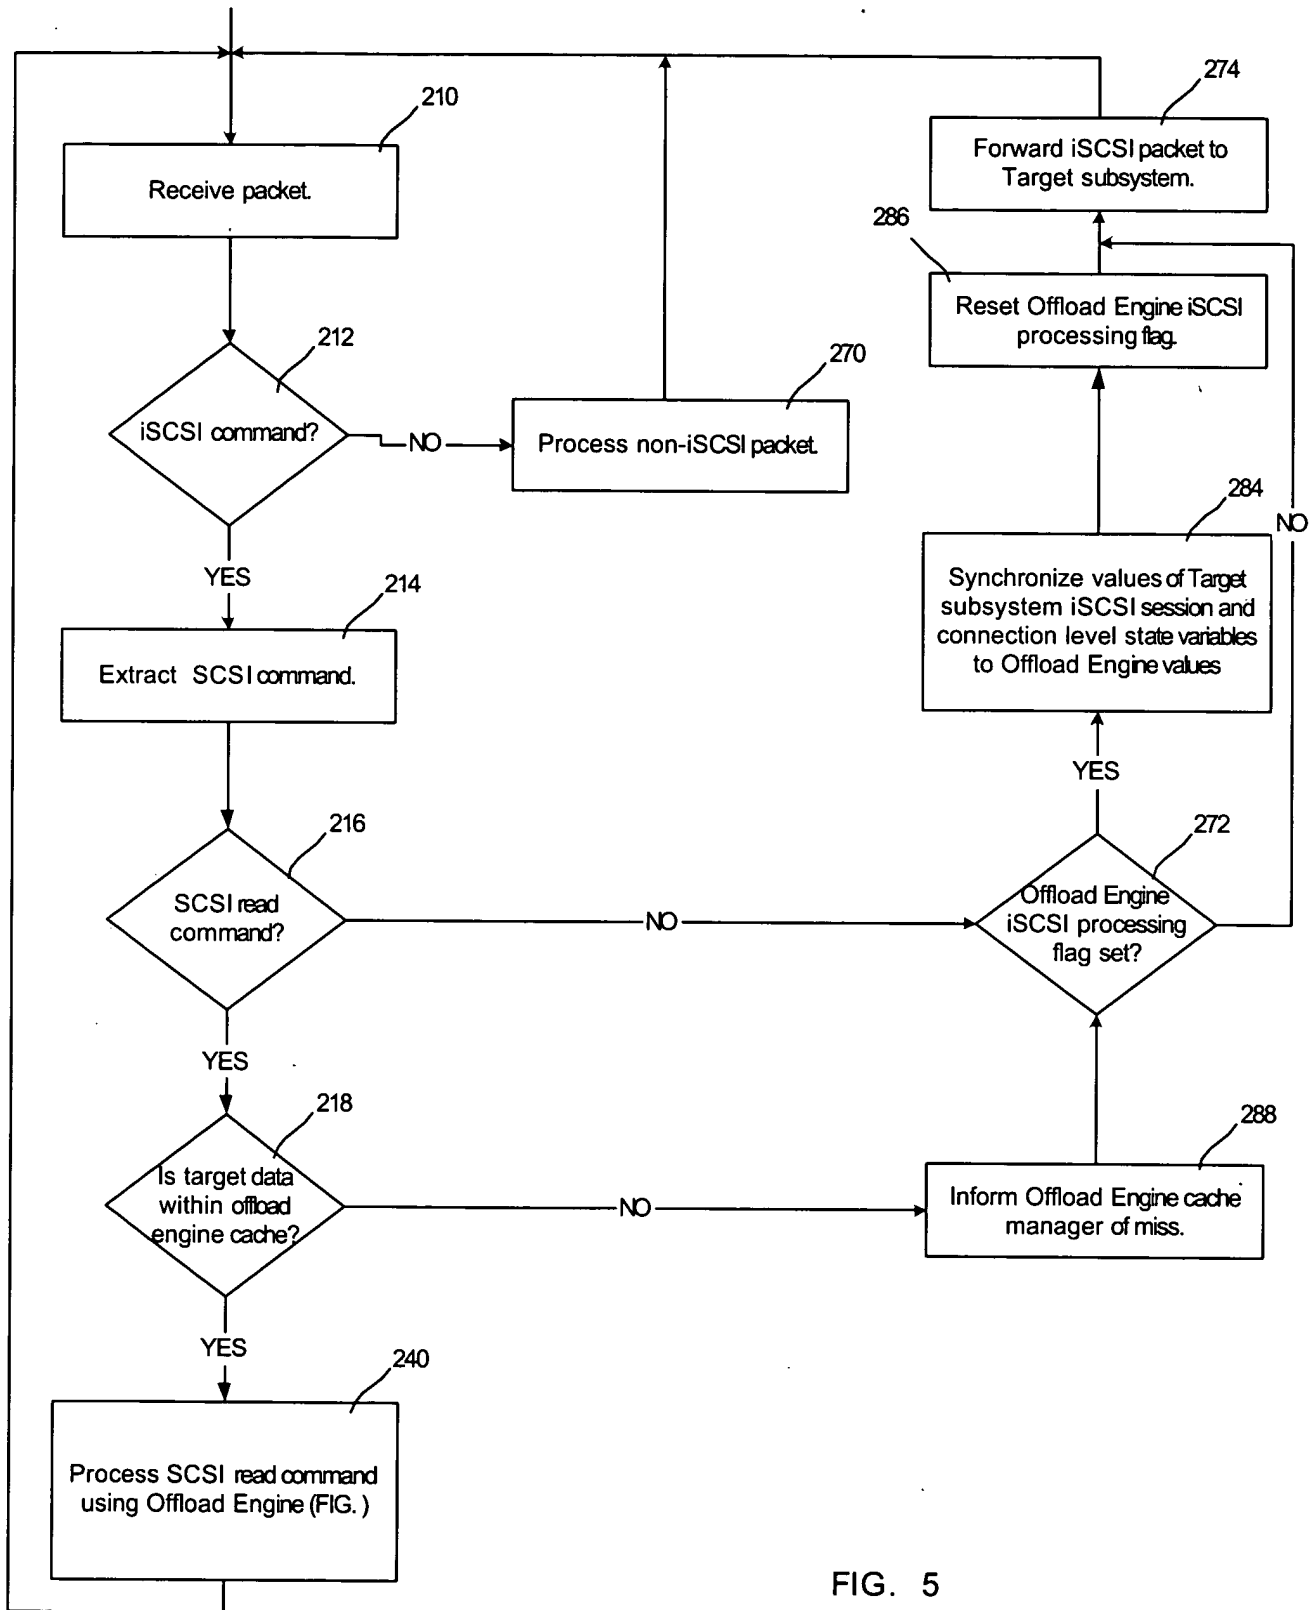 210
Receive packet.
212
iSCSI command?
NO
270
Process non-iSCSI packet.
YES
214
Extract SCSI command.
216
SCSI read
command?
NO
YES
218
Is target data
within offload
engine cache?
NO
YES
240
Process SCSI read command
using Offload Engine (FIG. )
274
Forward iSCSI packet to
Target subsystem.
286
Reset Offload Engine iSCSI
processing flag.
284
NO
Synchronize values of Target
subsystem iSCSI session and
connection level state variables
to Offload Engine values
YES
272
Offload Engine
iSCSI processing
flag set?
288
Inform Offload Engine cache
manager of miss.
FIG. 5